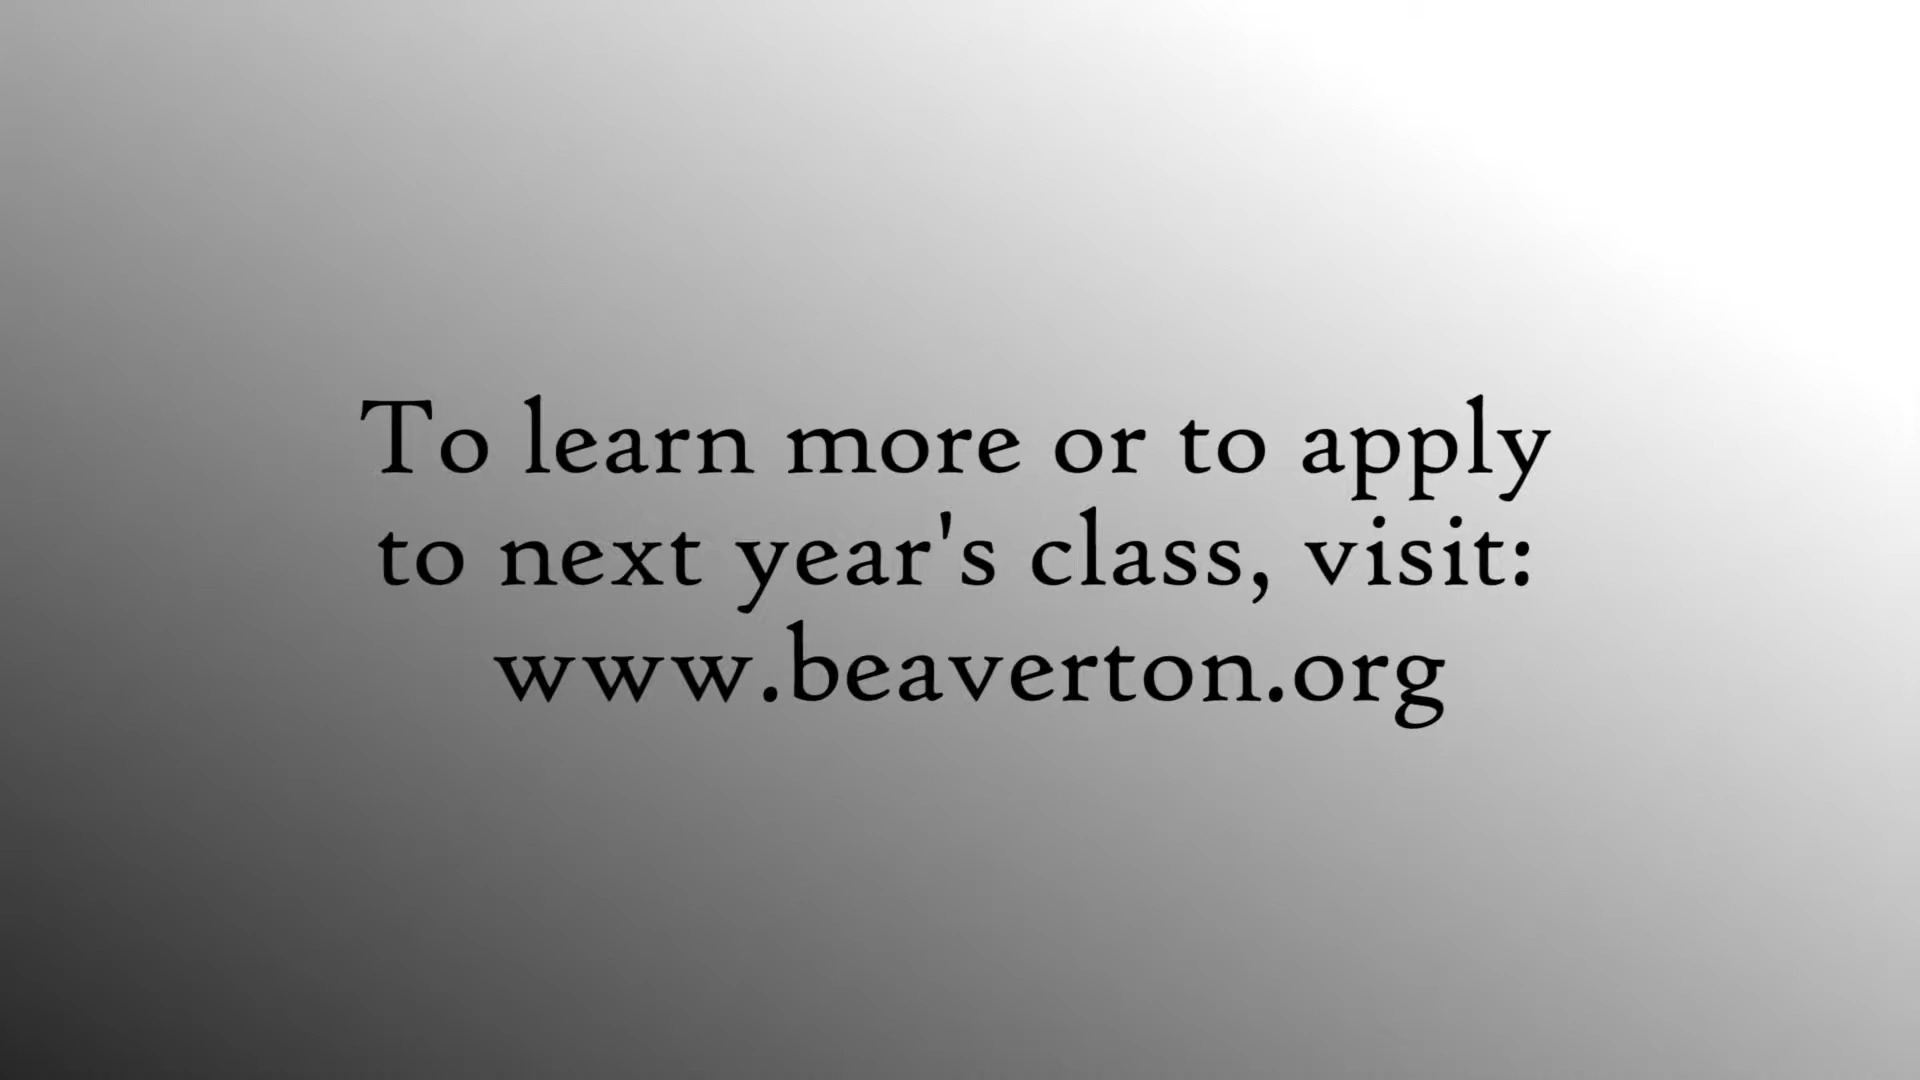 To learn more or to apply
to next year's class, visit:
www.beaverton.org